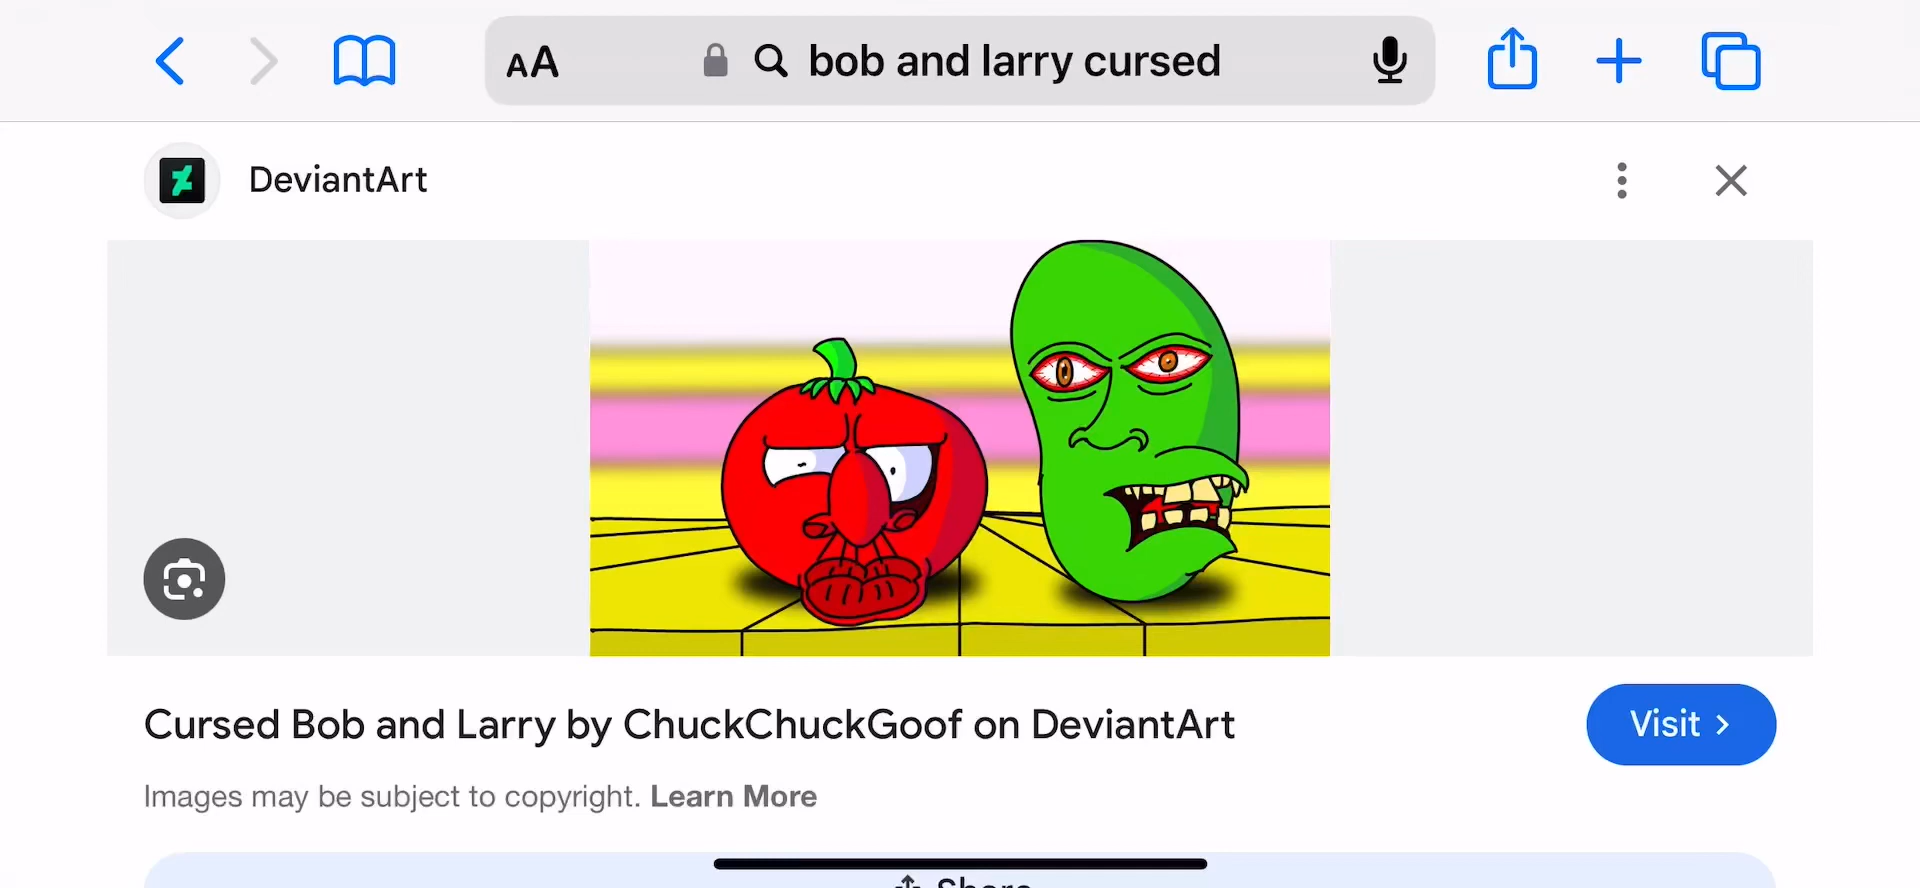 AA bob and larry cursed
DeviantArt
Cursed Bob and Larry by ChuckChuckGoof on DeviantArt
Visit >
Images may be subject to copyright. Learn More
Share